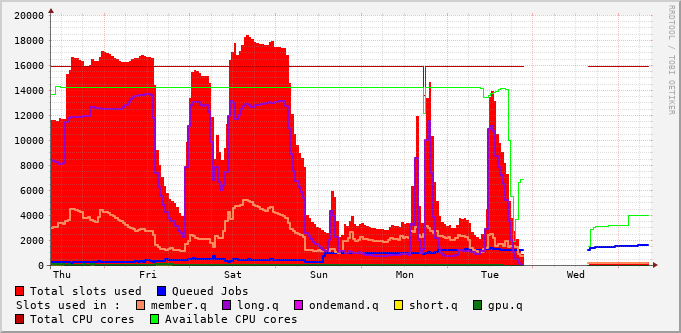 20000
18000
16000
14000
12000
10000
8000
6000
4000
2000
0
Thu Fri Sat Sun Mon Tue Wed
Total slots used Queued Jobs
Slots used in : member.q long.q ondemand.q short.q gpu.q
Total CPU cores Available CPU cores
RRDTOOL / TOBI OETIKER